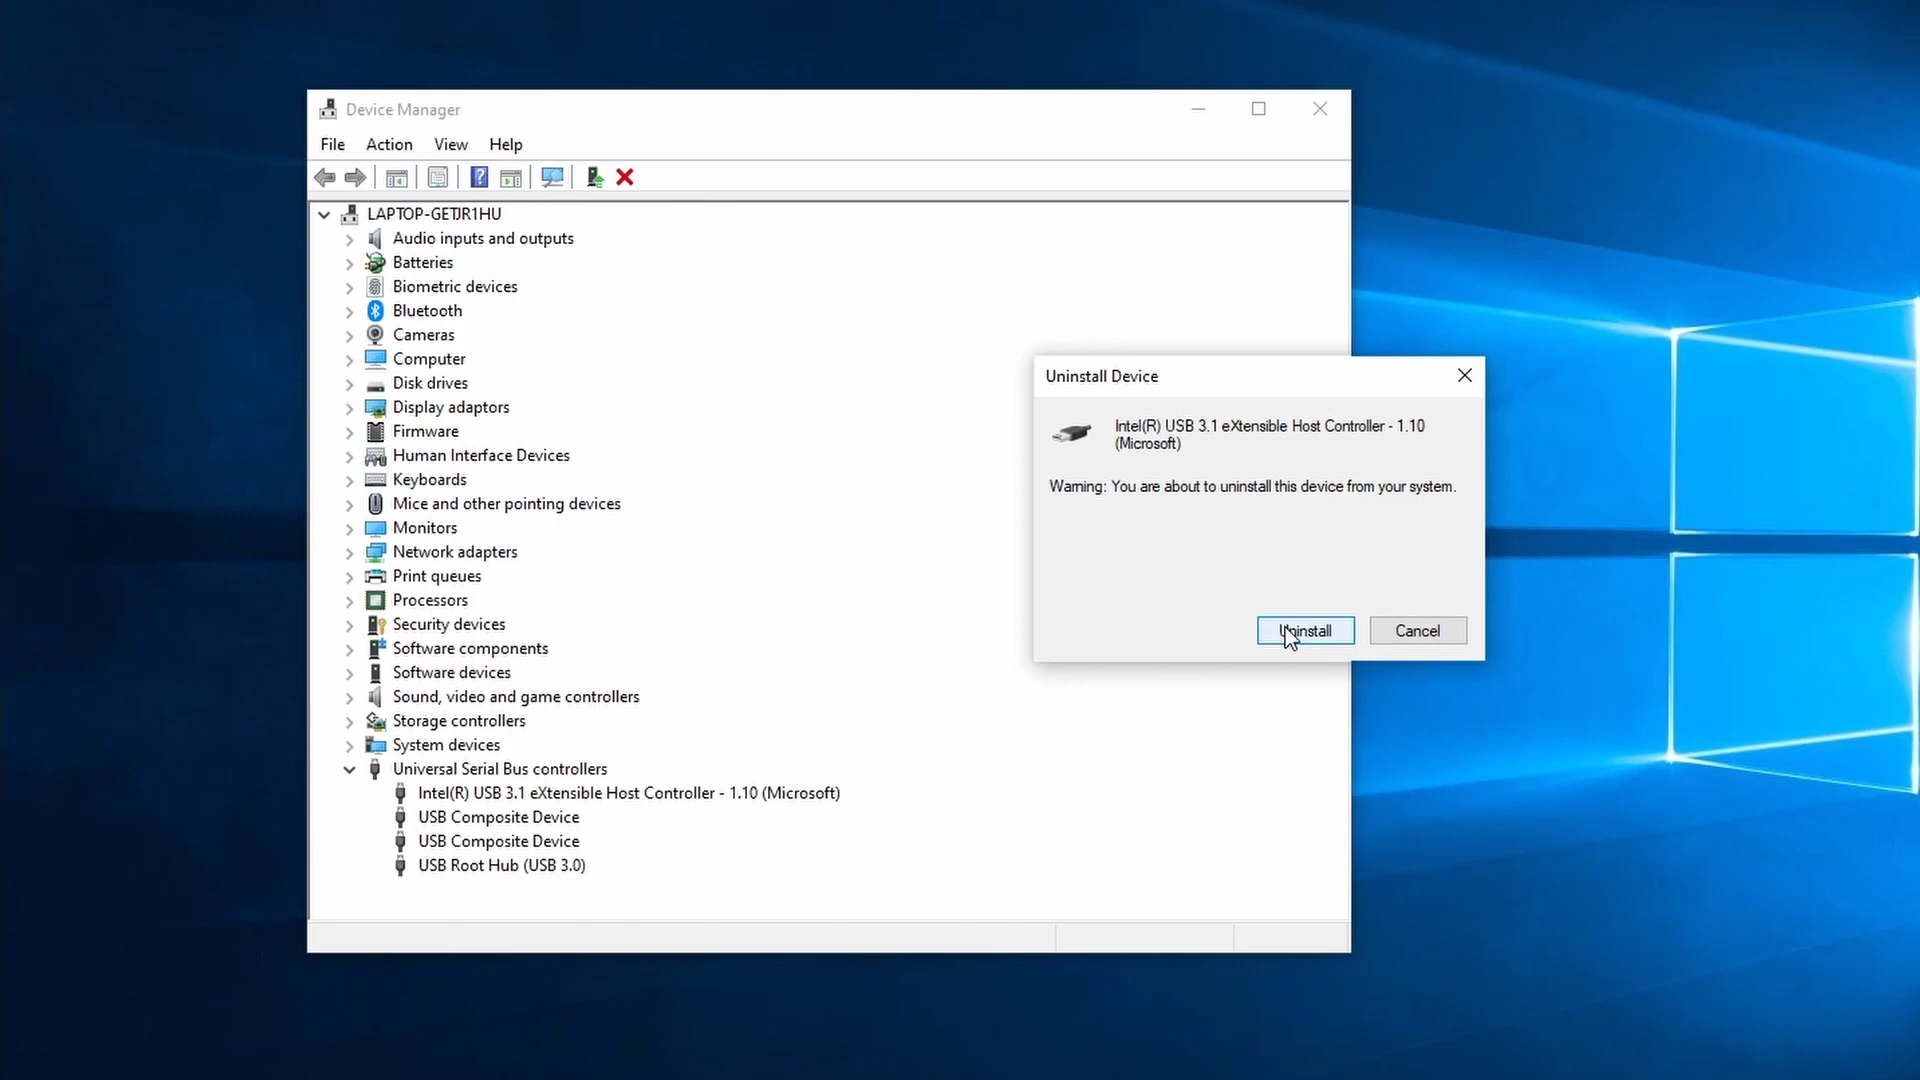 Device Manager
File Action View Help
LAPTOP-GETJR1HU
Audio inputs and outputs
Batteries
Biometric devices
Bluetooth
Cameras
Computer
Disk drives
Display adaptors
Firmware
Human Interface Devices
Keyboards
Mice and other pointing devices
Monitors
Network adapters
Print queues
Processors
Security devices
Software components
Software devices
Sound, video and game controllers
Storage controllers
System devices
Universal Serial Bus controllers
Intel(R) USB 3.1 eXtensible Host Controller - 1.10 (Microsoft)
USB Composite Device
USB Composite Device
USB Root Hub (USB 3.0)
Uninstall Device
Intel(R) USB 3.1 eXtensible Host Controller - 1.10
(Microsoft)
Warning: You are about to uninstall this device from your system.
Uninstall Cancel